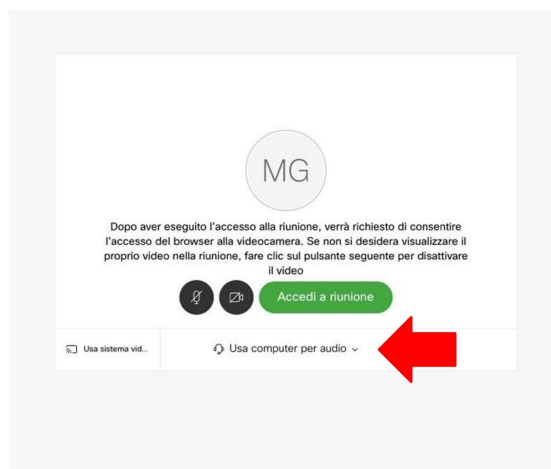 MG
Dopo aver eseguito l'accesso alla riunione, verrà richiesto di consentire
l'accesso del browser alla videocamera. Se non si desidera visualizzare il
proprio video nella riunione, fare clic sul pulsante seguente per disattivare
il video
Accedi a riunione
Usa sistema vid...
Usa computer per audio